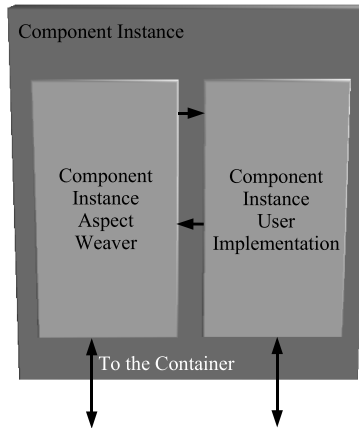 Component Instance
Component
Instance
Aspect
Weaver
Component
Instance
User
Implementation
To the Container